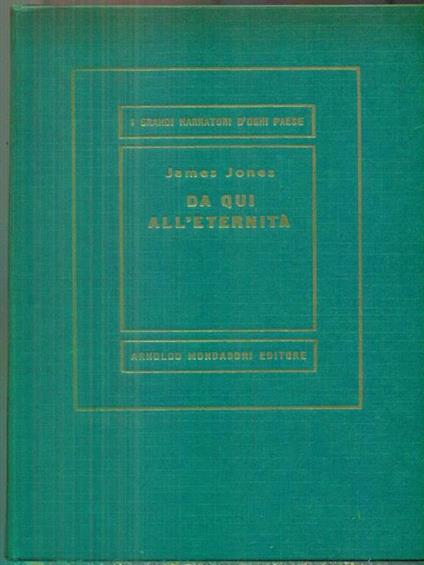 I GRANDI NARRATORI D'OGNI PAESE
James Jones
DA QUI
ALL'ETERNITÀ
ARNOLDO MONDADORI EDITORE